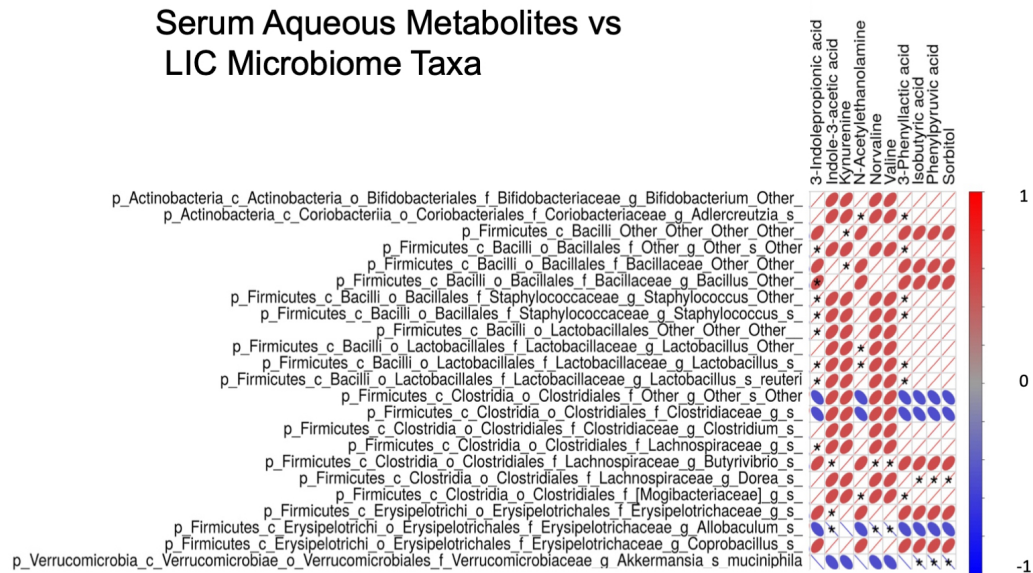 Serum Aqueous Metabolites vs
LIC Microbiome Taxa
3-Indolepropionic acid
Indole-3-acetic acid
Kynurenine
N-Acetylethanolamine
Norvaline
Valine
3-Phenyllactic acid
Isobutyric acid
Phenylpyruvic acid
Sorbitol
p_Actinobacteria_c_Actinobacteria_o_Bifidobacteriales_f_Bifidobacteriaceae_g_Bifidobacterium_Other_
p_Actinobacteria_c_Coriobacteriia_o_Coriobacteriales_f_Coriobacteriaceae_g_Adlercreutzia_s_
p_Firmicutes_c_Bacilli_Other_Other_Other_Other_
p_Firmicutes_c_Bacilli_o_Bacillales_f_Other_g_Other_s_Other
p_Firmicutes_c_Bacilli_o_Bacillales_f_Bacillaceae_Other_Other_
p_Firmicutes_c_Bacilli_o_Bacillales_f_Bacillaceae_g_Bacillus_Other_
p_Firmicutes_c_Bacilli_o_Bacillales_f_Staphylococcaceae_g_Staphylococcus_Other_
p_Firmicutes_c_Bacilli_o_Bacillales_f_Staphylococcaceae_g_Staphylococcus_s_
p_Firmicutes_c_Bacilli_o_Lactobacillales_Other_Other_Other__
p_Firmicutes_c_Bacilli_o_Lactobacillales_f_Lactobacillaceae_g_Lactobacillus_Other_
p_Firmicutes_c_Bacilli_o_Lactobacillales_f_Lactobacillaceae_g_Lactobacillus_s_
p_Firmicutes_c_Bacilli_o_Lactobacillales_f_Lactobacillaceae_g_Lactobacillus_s_reuteri
p_Firmicutes_c_Clostridia_o_Clostridiales_f_Other_g_Other_s_Other
p_Firmicutes_c_Clostridia_o_Clostridiales_f_Clostridiaceae_g_s_
p_Firmicutes_c_Clostridia_o_Clostridiales_f_Clostridiaceae_g_Clostridium_s_
p_Firmicutes_c_Clostridia_o_Clostridiales_f_Lachnospiraceae_g_s_
p_Firmicutes_c_Clostridia_o_Clostridiales_f_Lachnospiraceae_g_Butyrivibrio_s_
p_Firmicutes_c_Clostridia_o_Clostridiales_f_Lachnospiraceae_g_Dorea_s_
p_Firmicutes_c_Clostridia_o_Clostridiales_f_[Mogibacteriaceae]_g_s_
p_Firmicutes_c_Erysipelotrichi_o_Erysipelotrichales_f_Erysipelotrichaceae_g_s_
p_Firmicutes_c_Erysipelotrichi_o_Erysipelotrichales_f_Erysipelotrichaceae_g_Allobaculum_s_
p_Firmicutes_c_Erysipelotrichi_o_Erysipelotrichales_f_Erysipelotrichaceae_g_Coprobacillus_s_
p_Verrucomicrobia_c_Verrucomicrobiae_o_Verrucomicrobiales_f_Verrucomicrobiaceae_g_Akkermansia_s_muciniphila
1
0
-1